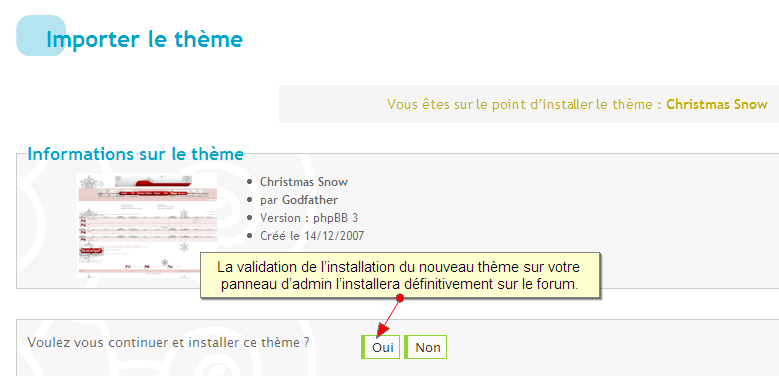 Importer le thème
Vous êtes sur le point d'installer le thème : Christmas Snow
Informations sur le thème
Christmas Snow
par Godfather
Version : phpBB 3
Créé le 14/12/2007
La validation de l'installation du nouveau thème sur votre
panneau d'admin l'installera définitivement sur le forum.
Voulez vous continuer et installer ce thème ?
Oui
Non